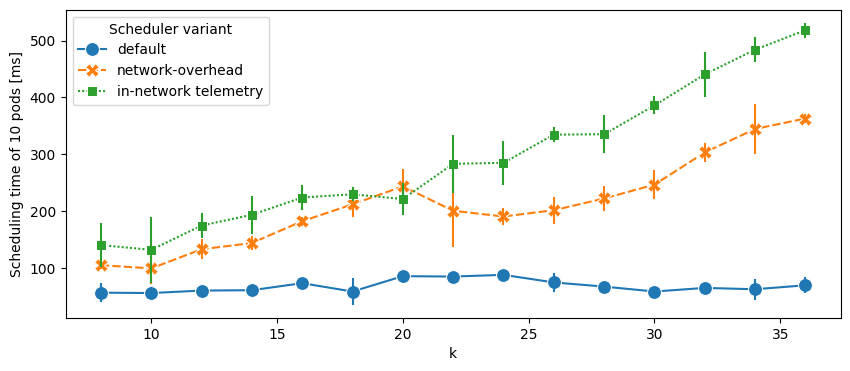 Scheduler variant
default
network-overhead
in-network telemetry
Scheduling time of 10 pods [ms]
500
400
300
200
100
10
15
20
25
30
35
k